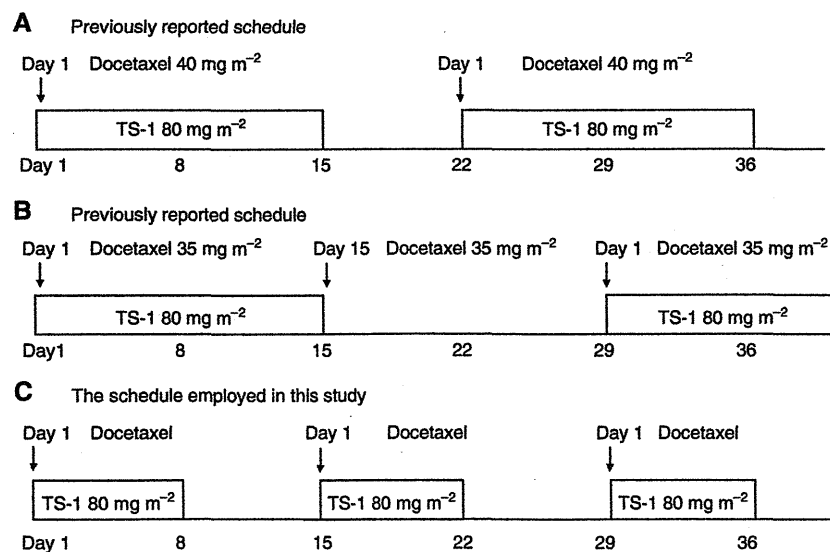 A Previously reported schedule
Day 1 Docetaxel 40 mg m⁻² Day 1 Docetaxel 40 mg m⁻²
TS-1 80 mg m⁻² TS-1 80 mg m⁻²
Day 1 8 15 22 29 36
B Previously reported schedule
Day 1 Docetaxel 35 mg m⁻² Day 15 Docetaxel 35 mg m⁻² Day 1 Docetaxel 35 mg m⁻²
TS-1 80 mg m⁻² TS-1 80 mg m⁻²
Day1 8 15 22 29 36
C The schedule employed in this study
Day 1 Docetaxel Day 1 Docetaxel Day 1 Docetaxel
TS-1 80 mg m⁻² TS-1 80 mg m⁻² TS-1 80 mg m⁻²
Day 1 8 15 22 29 36